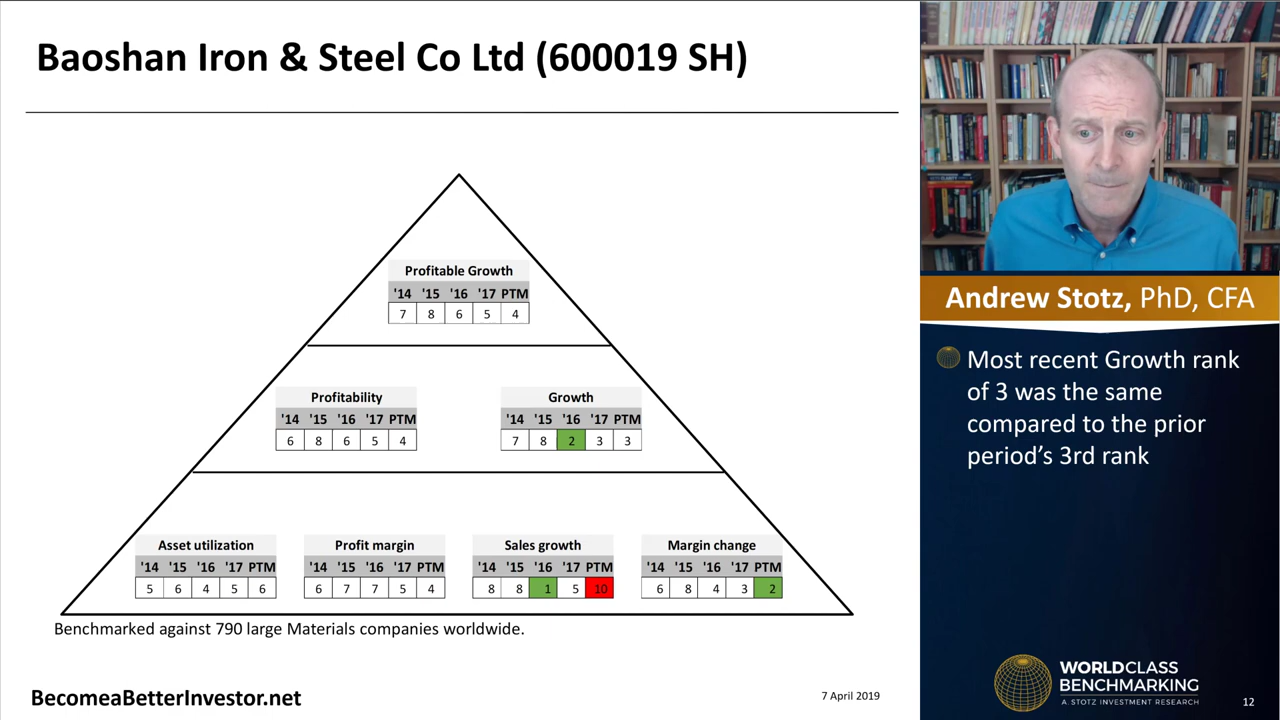 Baoshan Iron & Steel Co Ltd (600019 SH)
Profitable Growth
'14 '15 '16 '17 PTM
7 8 6 5 4
Profitability
'14 '15 '16 '17 PTM
6 8 6 5 4
Growth
'14 '15 '16 '17 PTM
7 8 2 3 3
Asset utilization
'14 '15 '16 '17 PTM
5 6 4 5 6
Profit margin
'14 '15 '16 '17 PTM
6 7 7 5 4
Sales growth
'14 '15 '16 '17 PTM
8 8 1 5 10
Margin change
'14 '15 '16 '17 PTM
6 8 4 3 2
Benchmarked against 790 large Materials companies worldwide.
BecomeaBetterInvestor.net
7 April 2019
Andrew Stotz, PhD, CFA
Most recent Growth rank
of 3 was the same
compared to the prior
period's 3rd rank
WORLDCLASS
BENCHMARKING
A STOTZ INVESTMENT RESEARCH
12